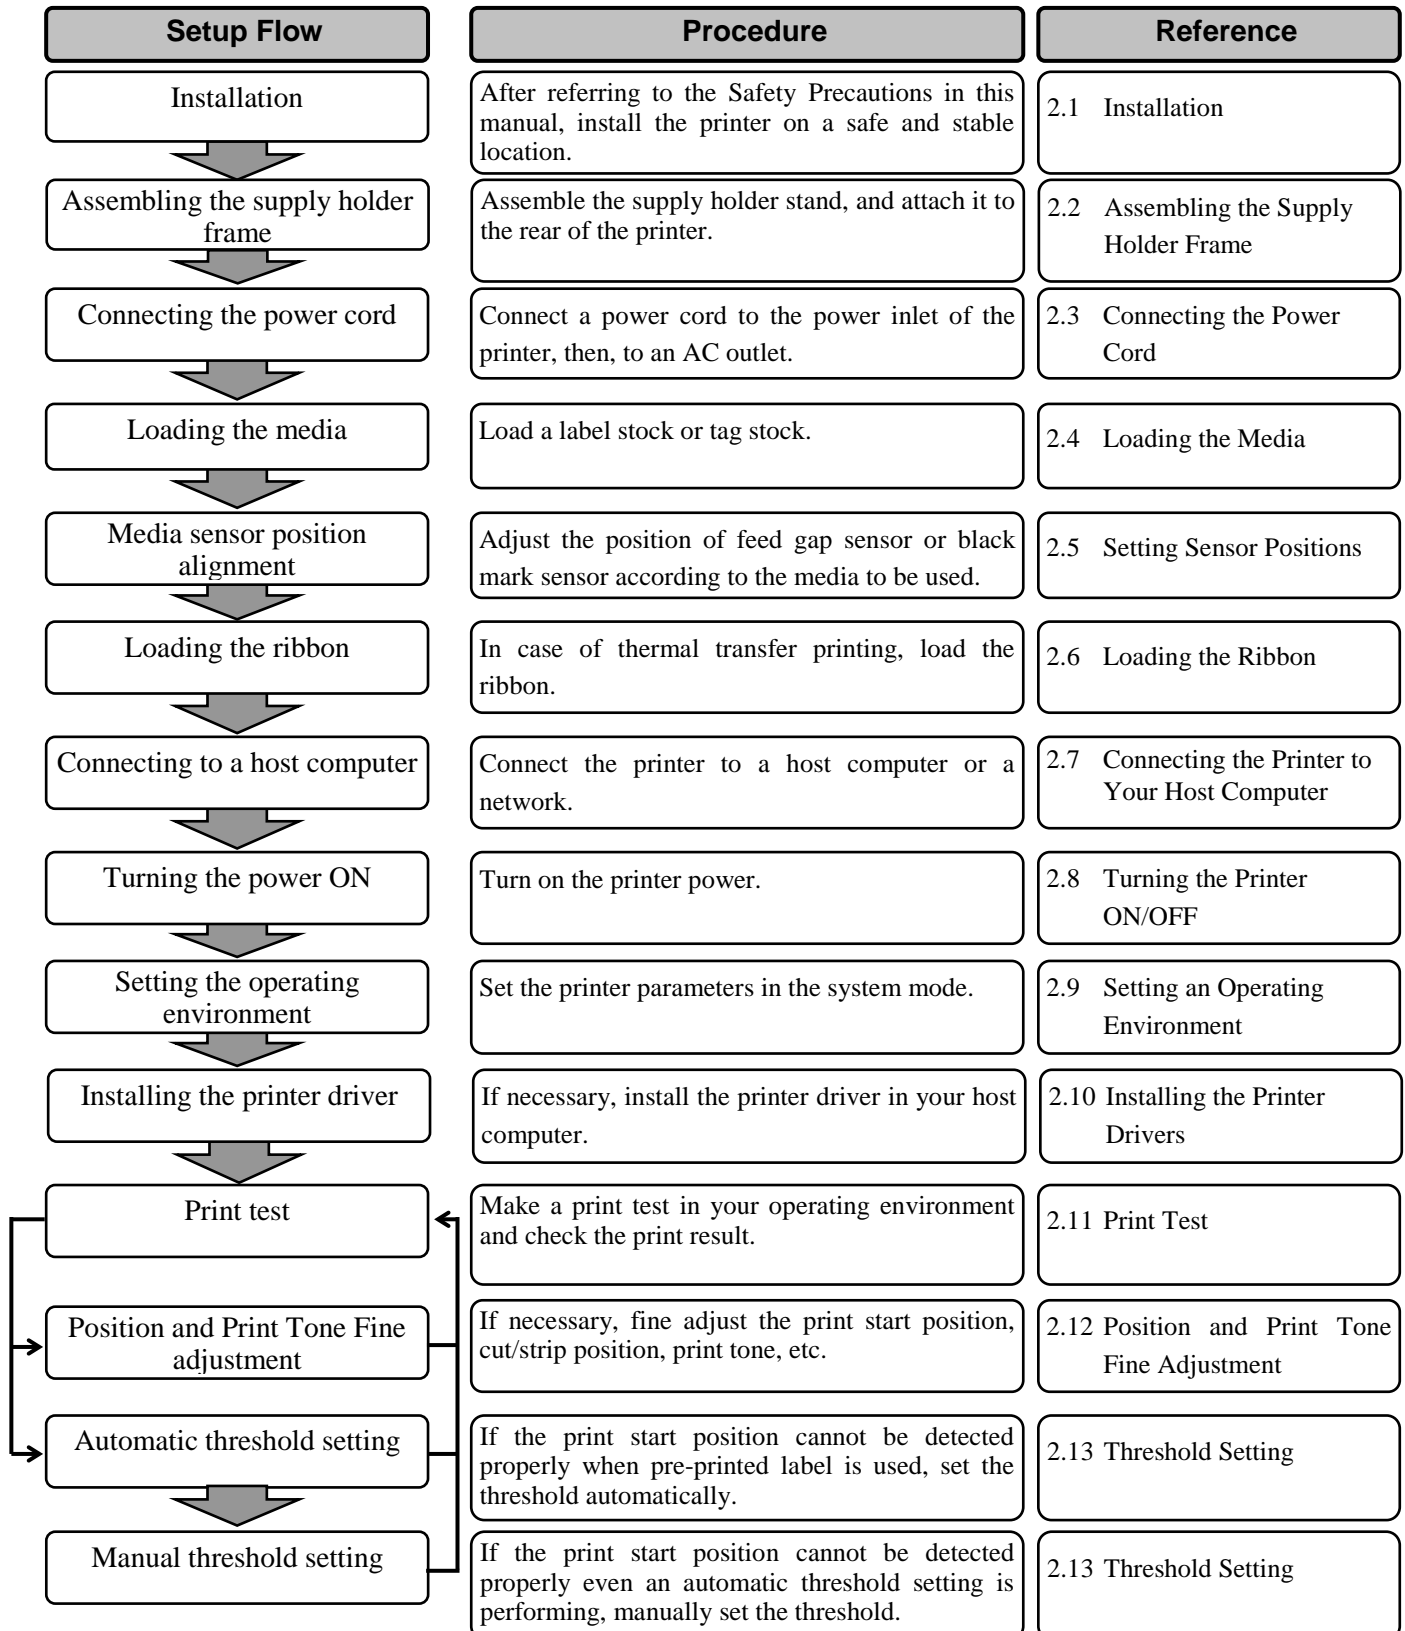 Setup Flow
Procedure
Reference
Installation
After referring to the Safety Precautions in this
manual, install the printer on a safe and stable
location.
2.1 Installation
Assembling the supply holder
frame
Assemble the supply holder stand, and attach it to
the rear of the printer.
2.2 Assembling the Supply
Holder Frame
Connecting the power cord
Connect a power cord to the power inlet of the
printer, then, to an AC outlet.
2.3 Connecting the Power
Cord
Loading the media
Load a label stock or tag stock.
2.4 Loading the Media
Media sensor position
alignment
Adjust the position of feed gap sensor or black
mark sensor according to the media to be used.
2.5 Setting Sensor Positions
Loading the ribbon
In case of thermal transfer printing, load the
ribbon.
2.6 Loading the Ribbon
Connecting to a host computer
Connect the printer to a host computer or a
network.
2.7 Connecting the Printer to
Your Host Computer
Turning the power ON
Turn on the printer power.
2.8 Turning the Printer
ON/OFF
Setting the operating
environment
Set the printer parameters in the system mode.
2.9 Setting an Operating
Environment
Installing the printer driver
If necessary, install the printer driver in your host
computer.
2.10 Installing the Printer
Drivers
Print test
Make a print test in your operating environment
and check the print result.
2.11 Print Test
Position and Print Tone Fine
adjustment
If necessary, fine adjust the print start position,
cut/strip position, print tone, etc.
2.12 Position and Print Tone
Fine Adjustment
Automatic threshold setting
If the print start position cannot be detected
properly when pre-printed label is used, set the
threshold automatically.
2.13 Threshold Setting
Manual threshold setting
If the print start position cannot be detected
properly even an automatic threshold setting is
performing, manually set the threshold.
2.13 Threshold Setting